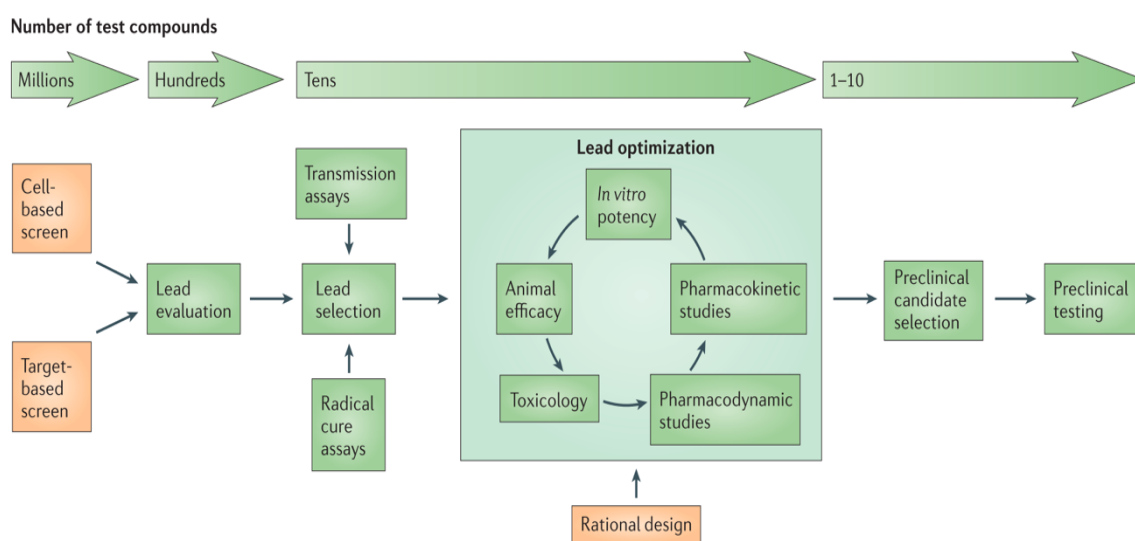 Number of test compounds
Millions
Hundreds
Tens
1–10
Cell-
based
screen
Target-
based
screen
Lead
evaluation
Transmission
assays
Lead
selection
Radical
cure
assays
Lead optimization
In vitro
potency
Animal
efficacy
Toxicology
Pharmacodynamic
studies
Pharmacokinetic
studies
Rational design
Preclinical
candidate
selection
Preclinical
testing